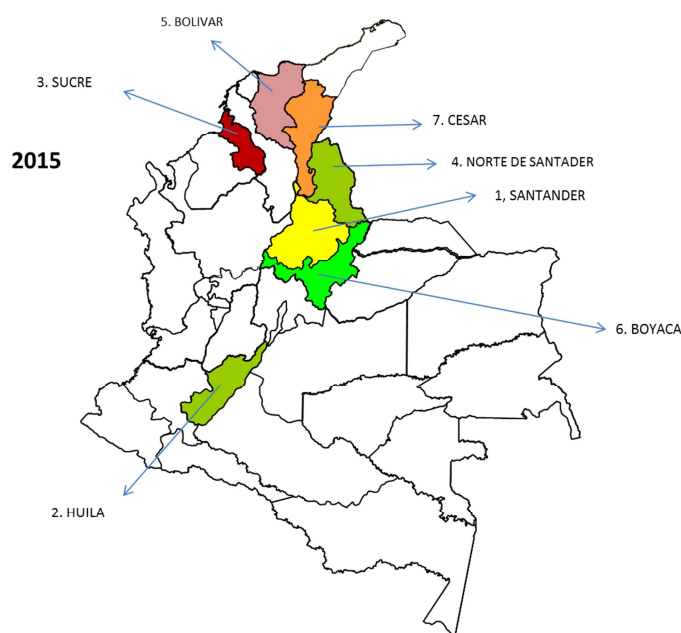 5. BOLIVAR
3. SUCRE
7. CESAR
2015
4. NORTE DE SANTADER
1, SANTANDER
6. BOYACA
2. HUILA